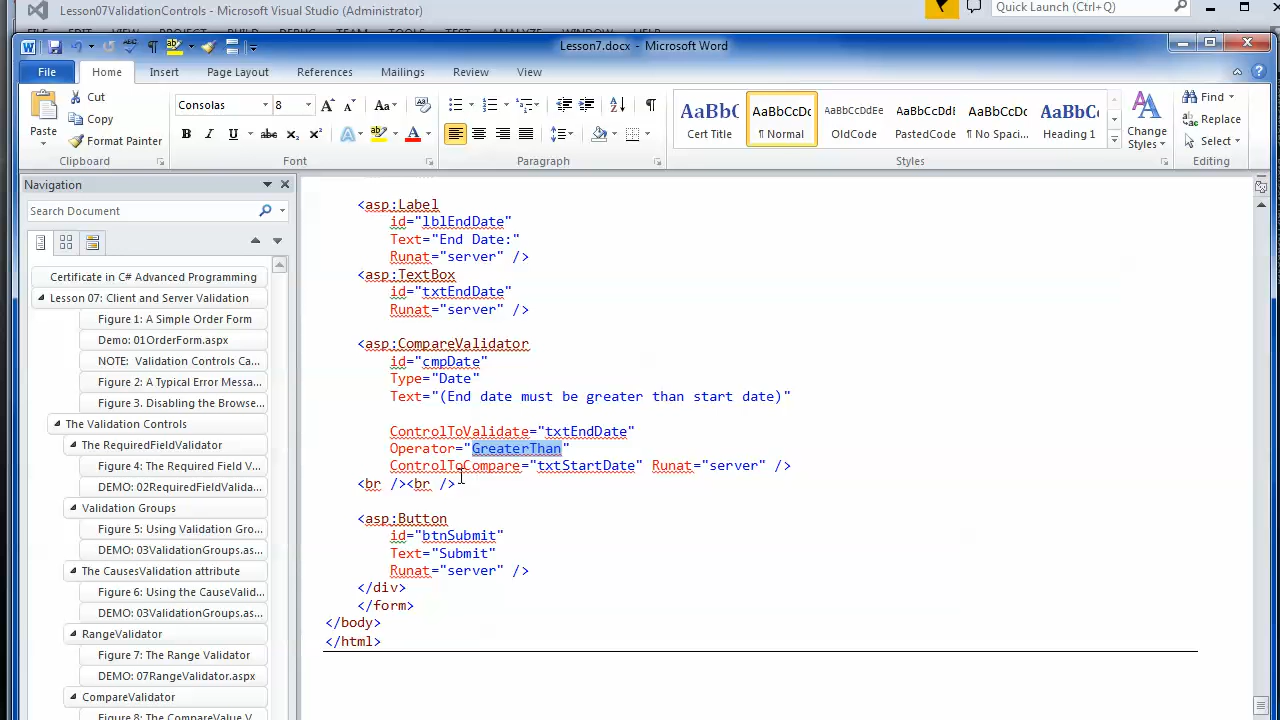 Lesson07ValidationControls - Microsoft Visual Studio (Administrator)
Quick Launch (Ctrl+Q)
Lesson7.docx - Microsoft Word
File Home Insert Page Layout References Mailings Review View
Paste
Cut
Copy
Format Painter
Clipboard
Consolas 8
Font
Paragraph
AaBbC AaBbCcDc AaBbCcDdEe AaBbCcDdE AaBbCcDc AaBbC
Cert Title ¶ Normal OldCode PastedCode ¶ No Spaci... Heading 1
Change Styles
Styles
Find
Replace
Select
Editing
Navigation
Search Document
Certificate in C# Advanced Programming
Lesson 07: Client and Server Validation
Figure 1: A Simple Order Form
Demo: 01OrderForm.aspx
NOTE: Validation Controls Ca...
Figure 2: A Typical Error Messa...
Figure 3. Disabling the Browse...
The Validation Controls
The RequiredFieldValidator
Figure 4: The Required Field V...
DEMO: 02RequiredFieldValida...
Validation Groups
Figure 5: Using Validation Gro...
DEMO: 03ValidationGroups.as...
The CausesValidation attribute
Figure 6: Using the CauseValid...
DEMO: 03ValidationGroups.as...
RangeValidator
Figure 7: The Range Validator
DEMO: 07RangeValidator.aspx
CompareValidator
Figure 8: The CompareValue V...
<asp:Label
id="lblEndDate"
Text="End Date:"
Runat="server" />
<asp:TextBox
id="txtEndDate"
Runat="server" />
<asp:CompareValidator
id="cmpDate"
Type="Date"
Text="(End date must be greater than start date)"
ControlToValidate="txtEndDate"
Operator="GreaterThan"
ControlToCompare="txtStartDate" Runat="server" />
<br /><br />
<asp:Button
id="btnSubmit"
Text="Submit"
Runat="server" />
</div>
</form>
</body>
</html>